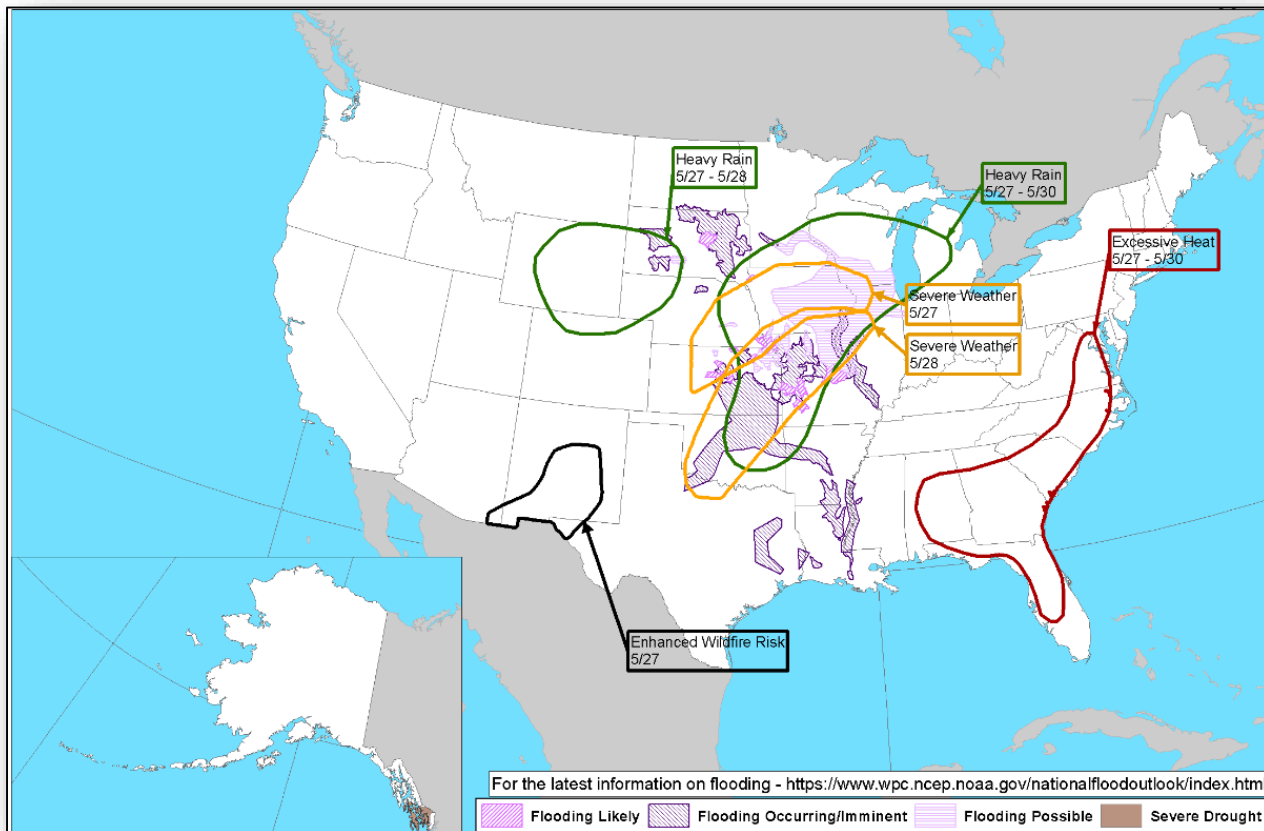 Heavy Rain
5/27 - 5/28
Heavy Rain
5/27 - 5/30
Excessive Heat
5/27 - 5/30
Severe Weather
5/27
Severe Weather
5/28
Enhanced Wildfire Risk
5/27
For the latest information on flooding - https://www.wpc.ncep.noaa.gov/nationalfloodoutlook/index.htm
Flooding Likely Flooding Occurring/Imminent Flooding Possible Severe Drought